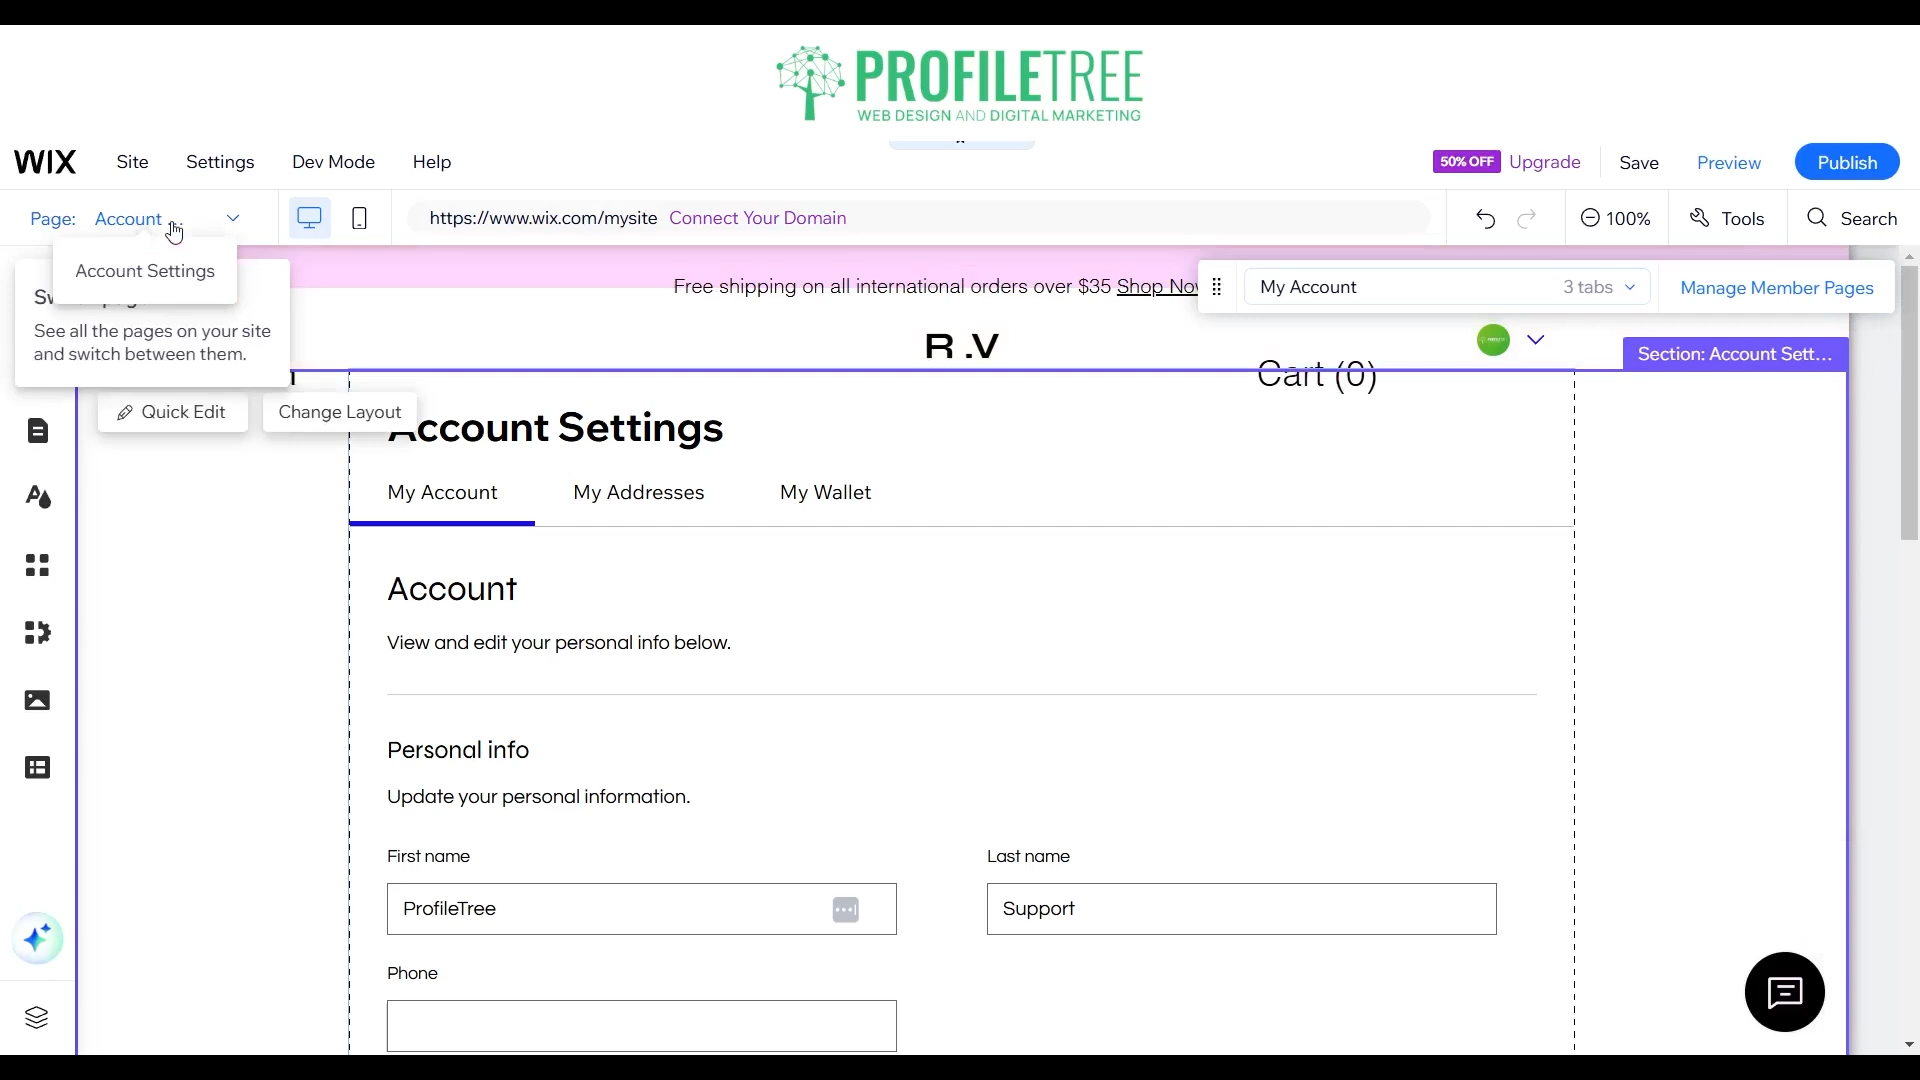 PROFILETREE
WEB DESIGN AND DIGITAL MARKETING
WIX Site Settings Dev Mode Help 50% OFF Upgrade Save Preview Publish
Page: Account ... https://www.wix.com/mysite Connect Your Domain 100% Tools Search
Account Settings
See all the pages on your site
and switch between them.
Free shipping on all international orders over $35 Shop
My Account 3 tabs Manage Member Pages
R .V
Section: Account Sett...
Cart (0)
Quick Edit Change Layout
Account Settings
My Account My Addresses My Wallet
Account
View and edit your personal info below.
Personal info
Update your personal information.
First name Last name
ProfileTree Support
Phone